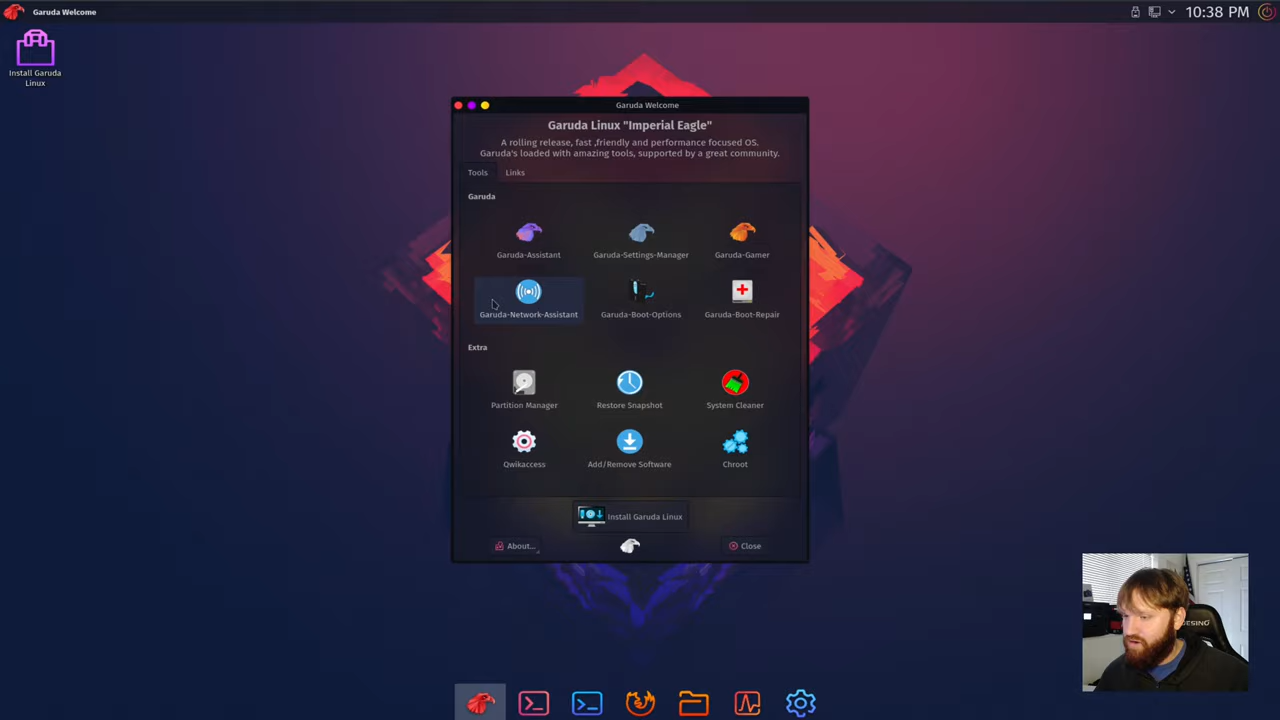 Garuda Welcome
10:38 PM
Install Garuda
Linux
Garuda Welcome
Garuda Linux "Imperial Eagle"
A rolling release, fast ,friendly and performance focused OS.
Garuda's loaded with amazing tools, supported by a great community.
Tools Links
Garuda
Garuda-Assistant Garuda-Settings-Manager Garuda-Gamer
Garuda-Network-Assistant Garuda-Boot-Options Garuda-Boot-Repair
Extra
Partition Manager Restore Snapshot System Cleaner
Qwikaccess Add/Remove Software Chroot
Install Garuda Linux
About... Close